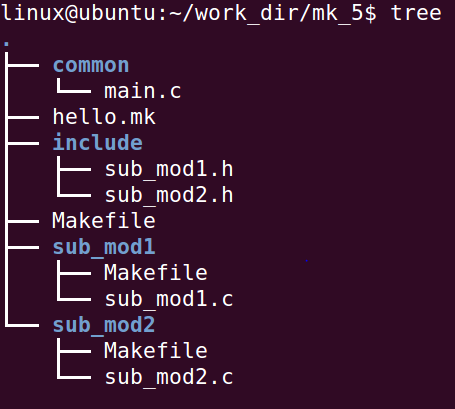 linux@ubuntu:~/work_dir/mk_5$ tree
.
├── common
│   └── main.c
├── hello.mk
├── include
│   ├── sub_mod1.h
│   └── sub_mod2.h
├── Makefile
├── sub_mod1
│   ├── Makefile
│   └── sub_mod1.c
└── sub_mod2
    ├── Makefile
    └── sub_mod2.c